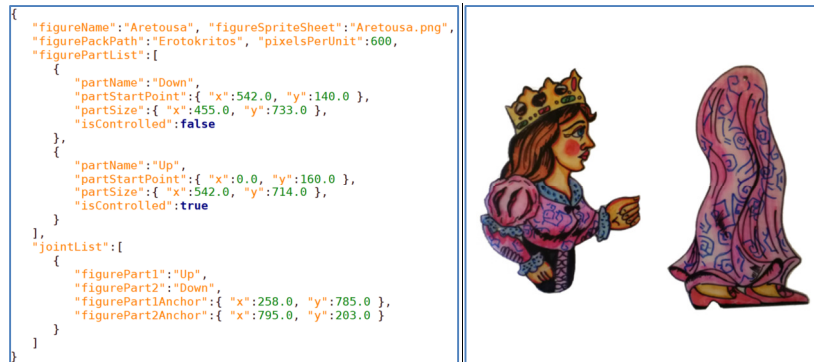 {
"figureName":"Aretousa", "figureSpriteSheet":"Aretousa.png",
"figurePackPath":"Erotokritos", "pixelsPerUnit":600,
"figurePartList":[
{
"partName":"Down",
"partStartPoint":{ "x":542.0, "y":140.0 },
"partSize":{ "x":455.0, "y":733.0 },
"isControlled":false
},
{
"partName":"Up",
"partStartPoint":{ "x":0.0, "y":160.0 },
"partSize":{ "x":542.0, "y":714.0 },
"isControlled":true
}
],
"jointList":[
{
"figurePart1":"Up",
"figurePart2":"Down",
"figurePart1Anchor":{ "x":258.0, "y":785.0 },
"figurePart2Anchor":{ "x":795.0, "y":203.0 }
}
]
}